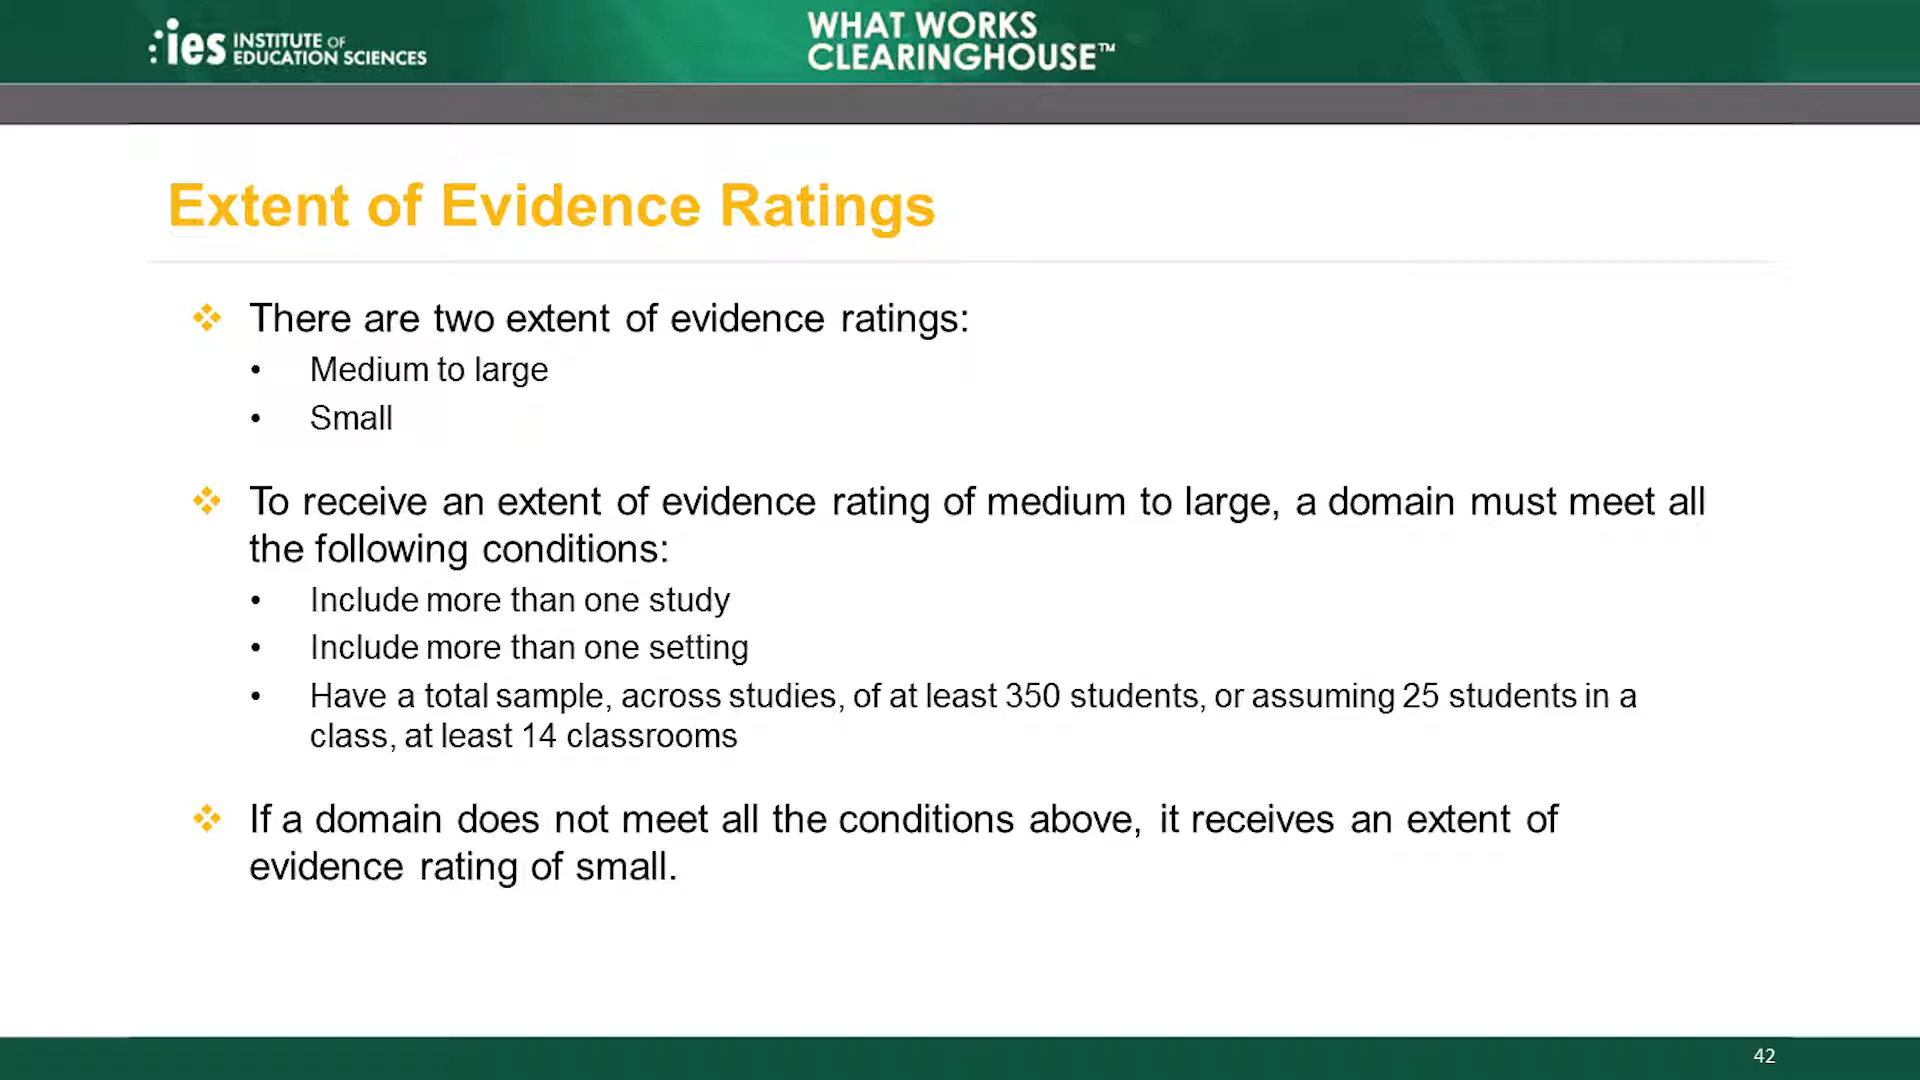 ies INSTITUTE OF
EDUCATION SCIENCES
WHAT WORKS
CLEARINGHOUSE™
Extent of Evidence Ratings
❖ There are two extent of evidence ratings:
• Medium to large
• Small
❖ To receive an extent of evidence rating of medium to large, a domain must meet all
the following conditions:
• Include more than one study
• Include more than one setting
• Have a total sample, across studies, of at least 350 students, or assuming 25 students in a
class, at least 14 classrooms
❖ If a domain does not meet all the conditions above, it receives an extent of
evidence rating of small.
42